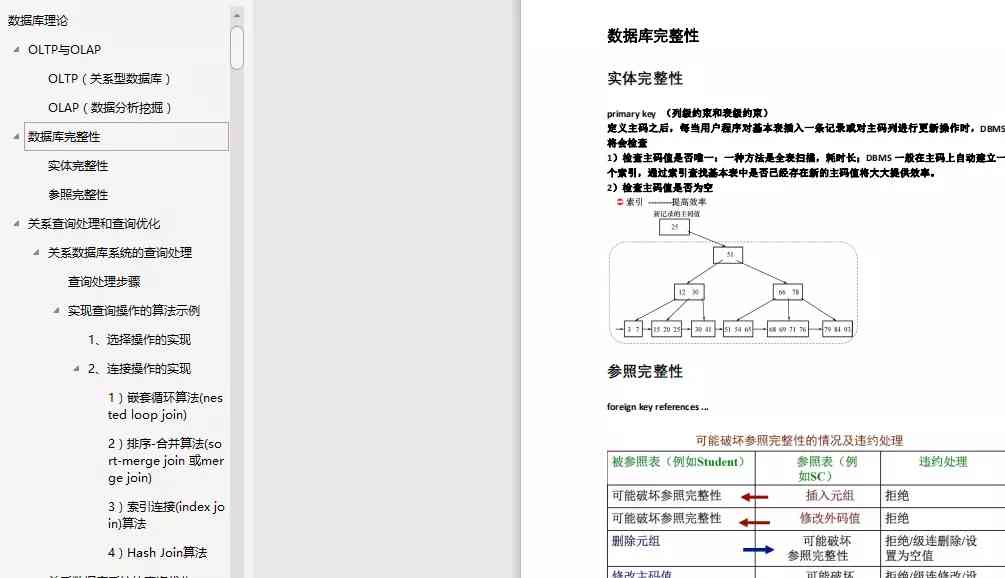 数据库理论
OLTP与OLAP
OLTP（关系型数据库）
OLAP（数据分析挖掘）
数据库完整性
实体完整性
参照完整性
关系查询处理和查询优化
关系数据库系统的查询处理
查询处理步骤
实现查询操作的算法示例
1、选择操作的实现
2、连接操作的实现
1）嵌套循环算法(nes
ted loop join)
2）排序-合并算法(so
rt-merge join 或mer
ge join)
3）索引连接(index jo
in)算法
4）Hash Join算法
数据库完整性
实体完整性
primary key （列级约束和表级约束）
定义主码之后，每当用户程序对基本表插入一条记录或对主码列进行更新操作时，DBMS
将会检查
1）检查主码值是否唯一：一种方法是全表扫描，耗时长；DBMS 一般在主码上自动建立一
个索引，通过索引查找基本表中是否已经存在新的主码值将大大提供效率。
2）检查主码值是否为空
索引 --------提高效率
新记录的主码值
25
51
12 30
66 78
3 7
15 20 25
30 41
51 54 65
68 69 71 76
79 84 93
参照完整性
foreign key references ...
可能破坏参照完整性的情况及违约处理
被参照表（例如Student） 参照表（例如SC） 违约处理
可能破坏参照完整性 插入元组 拒绝
可能破坏参照完整性 修改外码值 拒绝
删除元组 可能破坏参照完整性 拒绝/级连删除/设置为空值
修改主码值 可能破坏 拒绝/级连修改/设